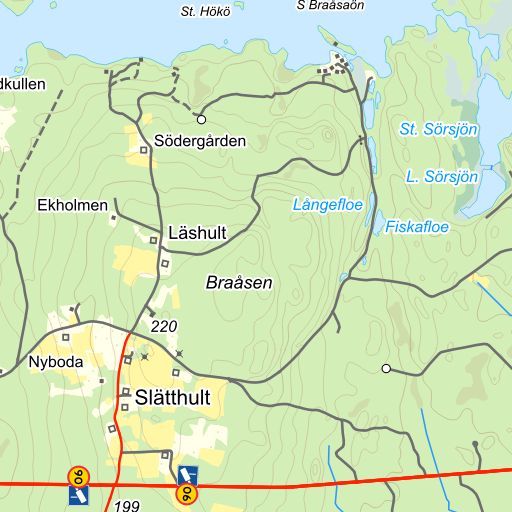 St. Hökö
S Braåsaön
dkullen
St. Sörsjön
Södergården
L. Sörsjön
Ekholmen
Långefloe
Läshult
Fiskafloe
Braåsen
220
Nyboda
Slätthult
90
90
199